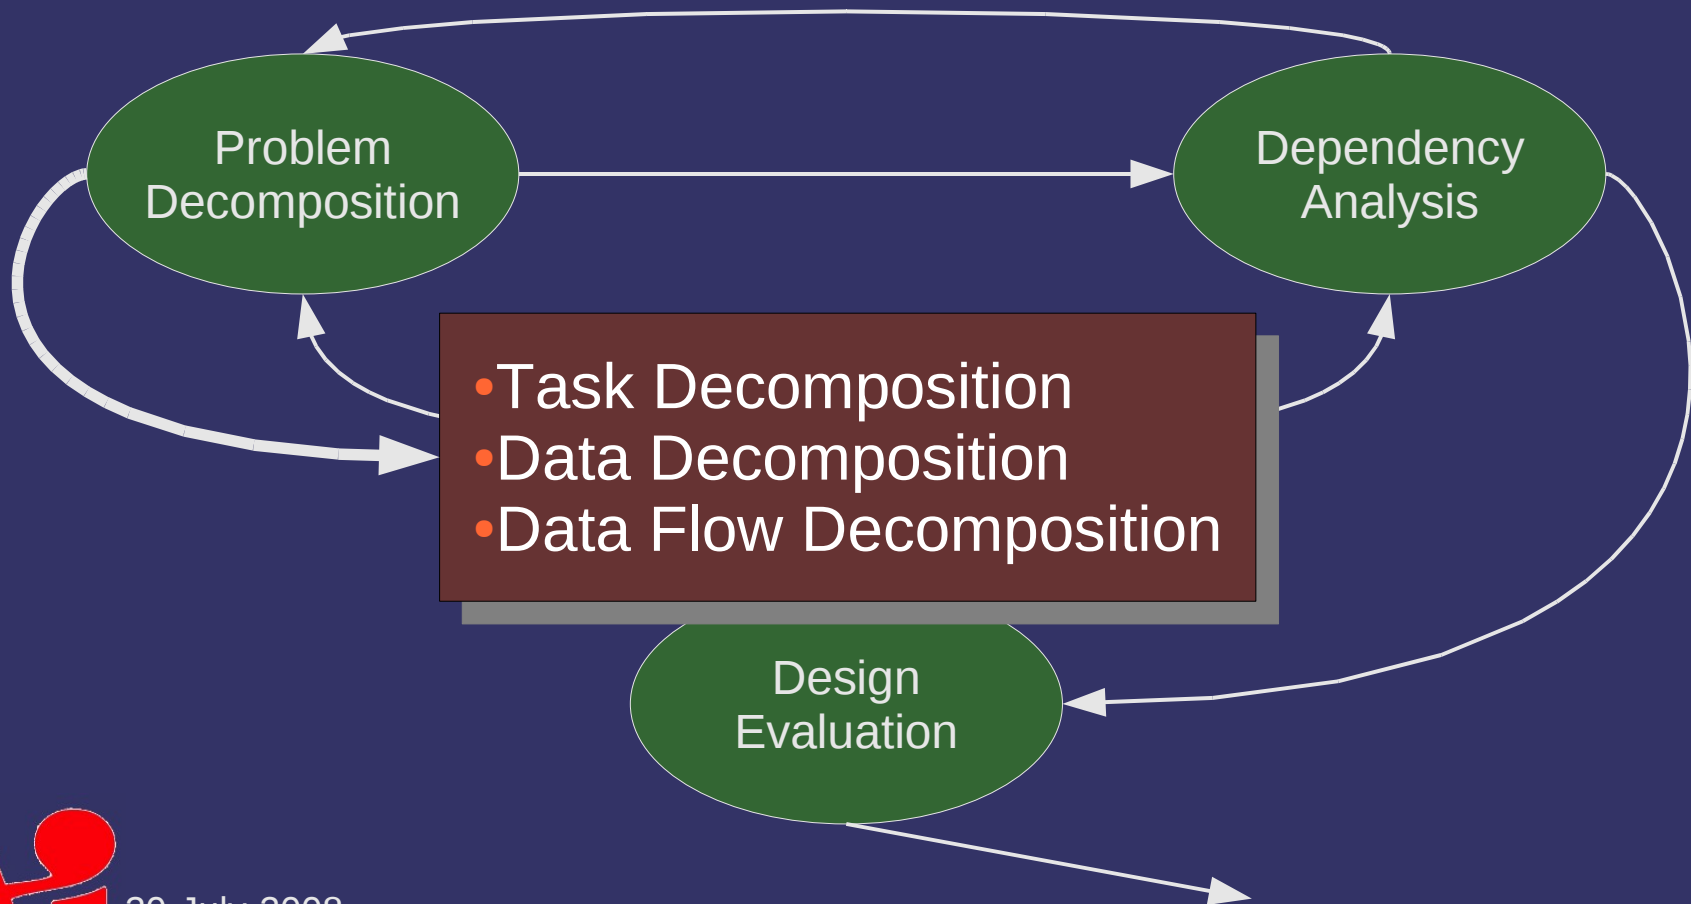 Problem
Decomposition
Dependency
Analysis
•Task Decomposition
•Data Decomposition
•Data Flow Decomposition
Design
Evaluation